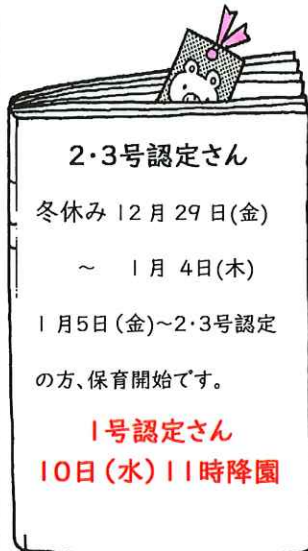 2・3号認定さん
冬休み 12月 29日(金)
～ 1月 4日(木)
1月5日(金)~2・3号認定
の方、保育開始です。
1号認定さん
10日(水)11時降園